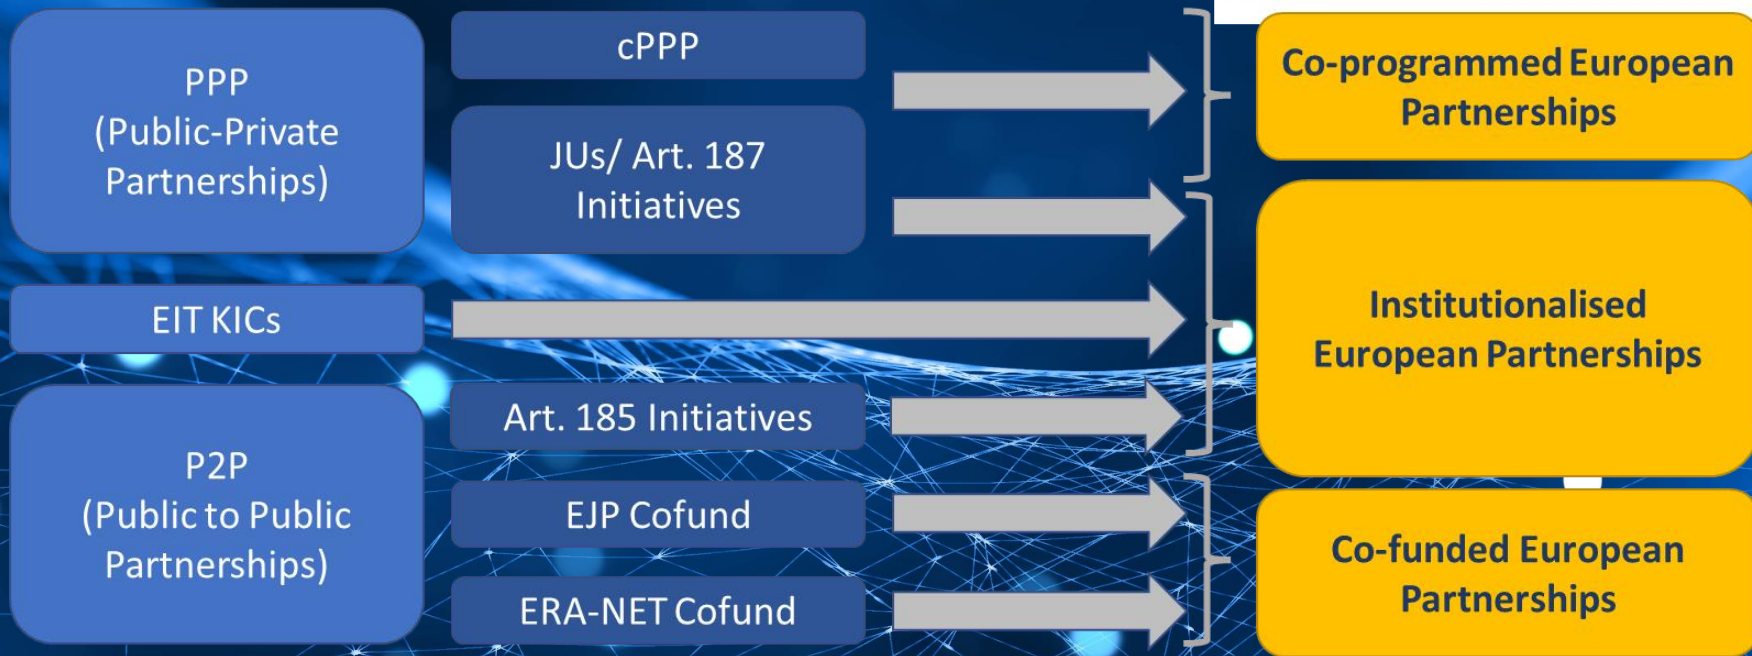 PPP
(Public-Private
Partnerships)
cPPP
JUs/ Art. 187
Initiatives
Co-programmed European
Partnerships
EIT KICs
Institutionalised
European Partnerships
P2P
(Public to Public
Partnerships)
Art. 185 Initiatives
EJP Cofund
ERA-NET Cofund
Co-funded European
Partnerships